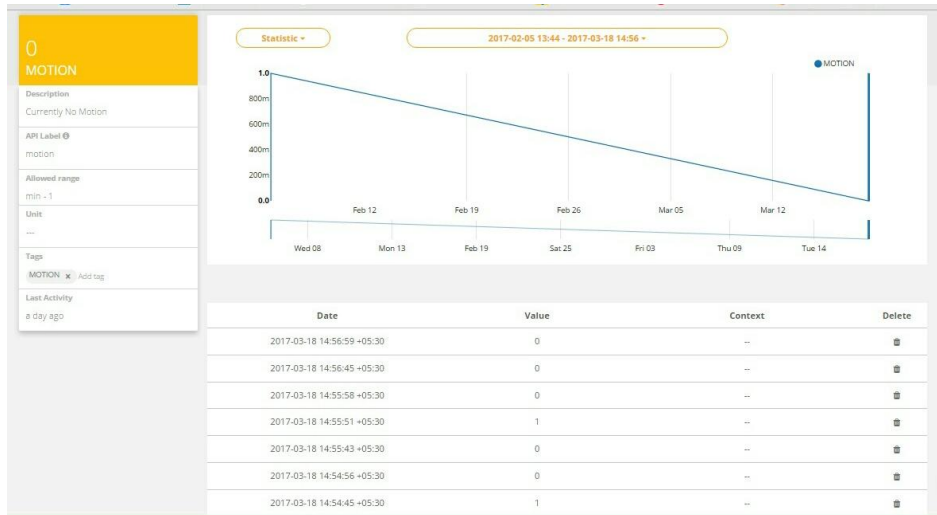 0
MOTION
Description
Currently No Motion
API Label
motion
Allowed range
min - 1
Unit
---
Tags
MOTION x Add tag
Last Activity
a day ago
Statistic
2017-02-05 13:44 - 2017-03-18 14:56
MOTION
1.0
800m
600m
400m
200m
0.0
Feb 12 Feb 19 Feb 26 Mar 05 Mar 12
Wed 08 Mon 13 Feb 19 Sat 25 Fri 03 Thu 09 Tue 14
Date Value Context Delete
2017-03-18 14:56:59 +05:30 0 --
2017-03-18 14:56:45 +05:30 0 --
2017-03-18 14:55:58 +05:30 0 --
2017-03-18 14:55:51 +05:30 1 --
2017-03-18 14:55:43 +05:30 0 --
2017-03-18 14:54:56 +05:30 0 --
2017-03-18 14:54:45 +05:30 1 --